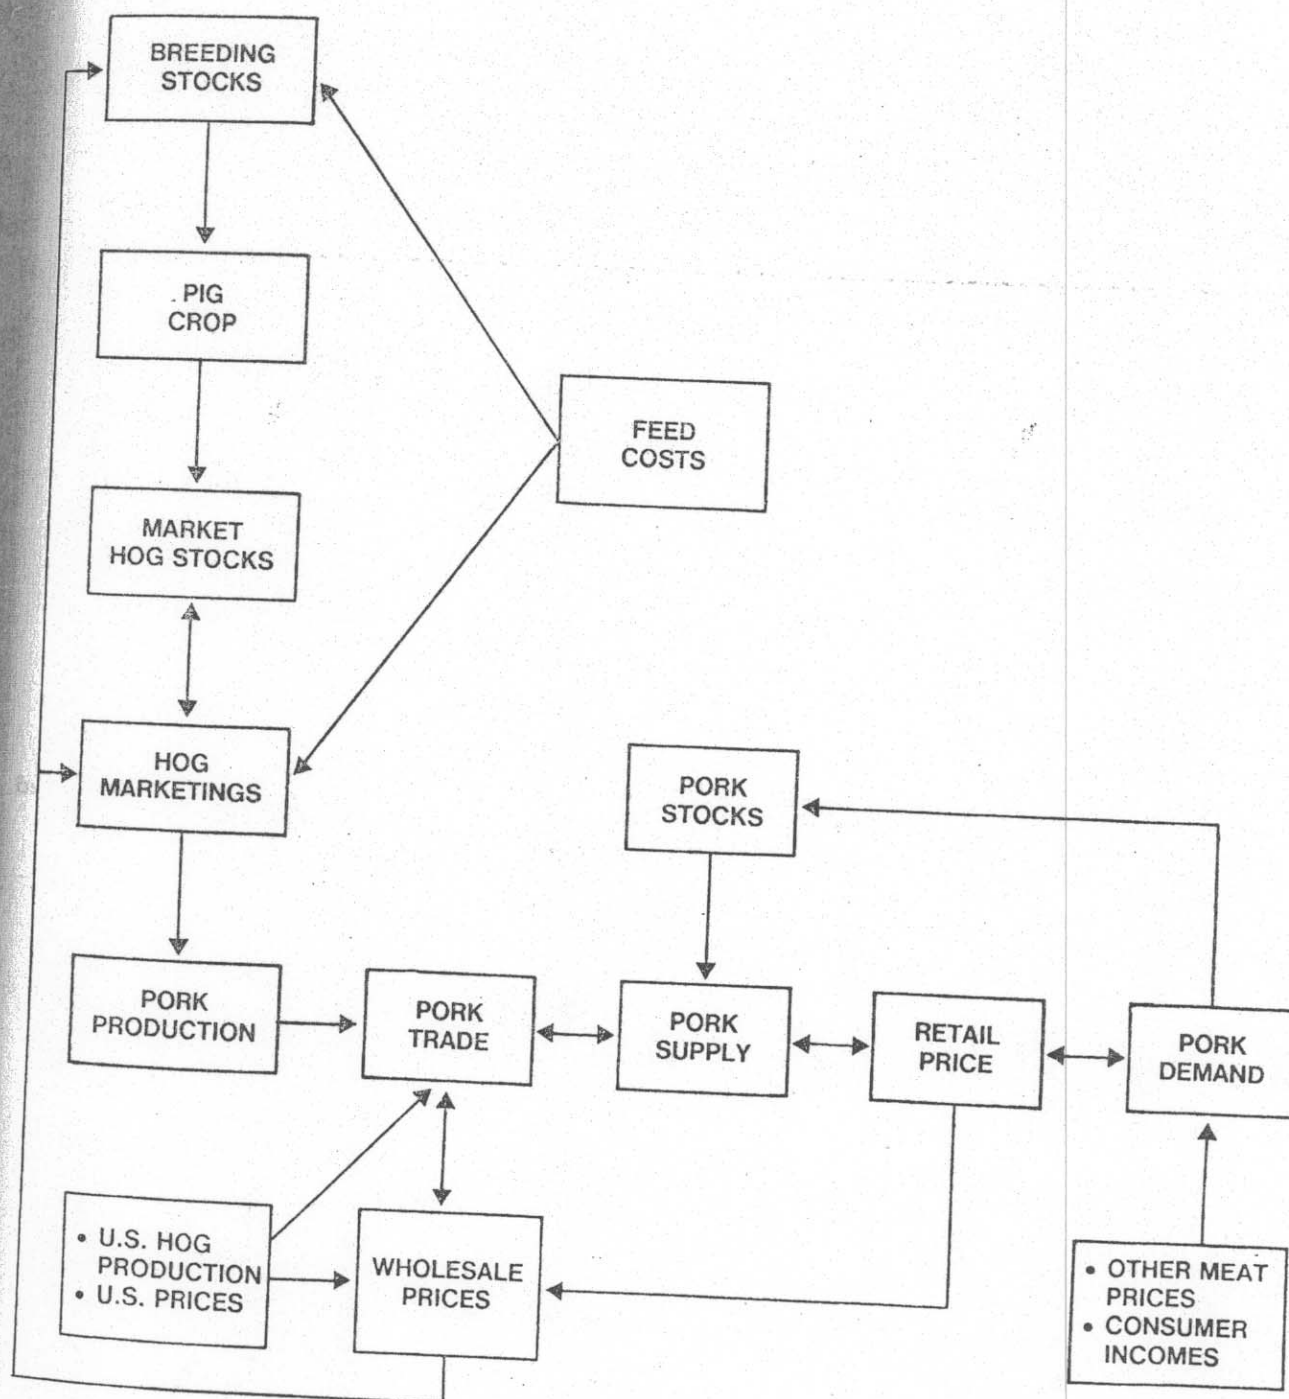 BREEDING
STOCKS
PIG
CROP
FEED
COSTS
MARKET
HOG STOCKS
HOG
MARKETINGS
PORK
STOCKS
PORK
PRODUCTION
PORK
TRADE
PORK
SUPPLY
RETAIL
PRICE
PORK
DEMAND
• U.S. HOG
PRODUCTION
• U.S. PRICES
WHOLESALE
PRICES
• OTHER MEAT
PRICES
• CONSUMER
INCOMES